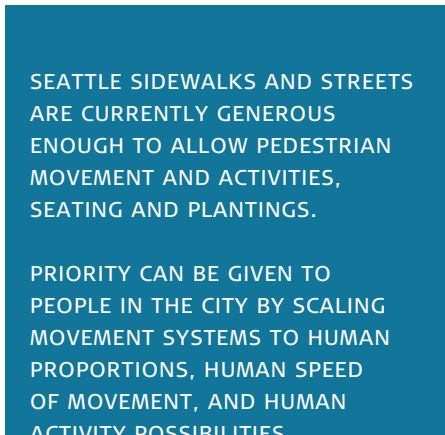 SEATTLE SIDEWALKS AND STREETS
ARE CURRENTLY GENEROUS
ENOUGH TO ALLOW PEDESTRIAN
MOVEMENT AND ACTIVITIES,
SEATING AND PLANTINGS.
PRIORITY CAN BE GIVEN TO
PEOPLE IN THE CITY BY SCALING
MOVEMENT SYSTEMS TO HUMAN
PROPORTIONS, HUMAN SPEED
OF MOVEMENT, AND HUMAN
ACTIVITY POSSIBILITIES